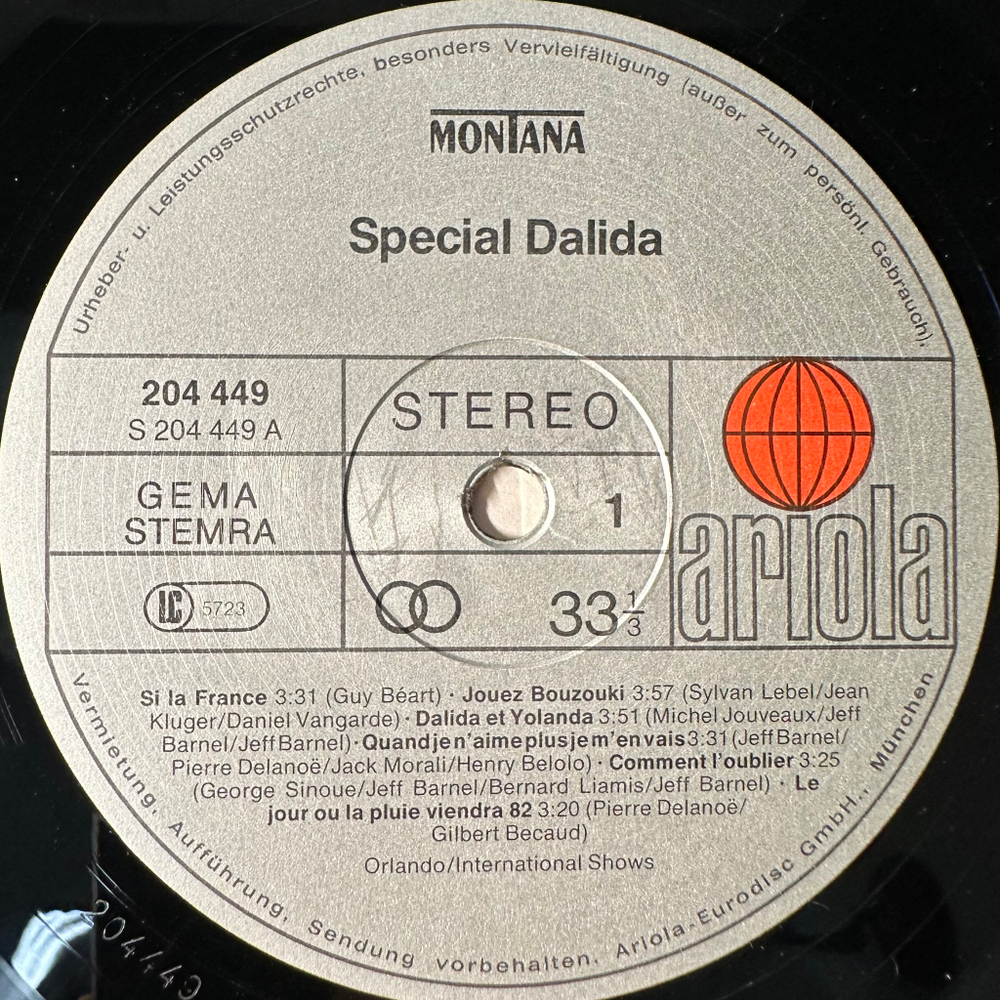 Urheber- u. Leistungsschutzrechte, besonders Vervielfältigung (außer zum persönl. Gebrauch),
MONTANA
Special Dalida
204 449
S 204 449 A
STEREO
GEMA
STEMRA
1
LC 5723
33 1/3
ariola
Si la France 3:31 (Guy Béart) · Jouez Bouzouki 3:57 (Sylvan Lebel/Jean
Kluger/Daniel Vangarde) · Dalida et Yolanda 3:51 (Michel Jouveaux/Jeff
Barnel/Jeff Barnel) · Quand je n'aime plus je m'en vais 3:31 (Jeff Barnel/
Pierre Delanoë/Jack Morali/Henry Belolo) · Comment l'oublier 3:25
(George Sinoue/Jeff Barnel/Bernard Liamis/Jeff Barnel) · Le
jour ou la pluie viendra 82 3:20 (Pierre Delanoë/
Gilbert Becaud)
Orlando/International Shows
Vermietung, Aufführung, Sendung vorbehalten. Ariola-Eurodisc GmbH., München
204449